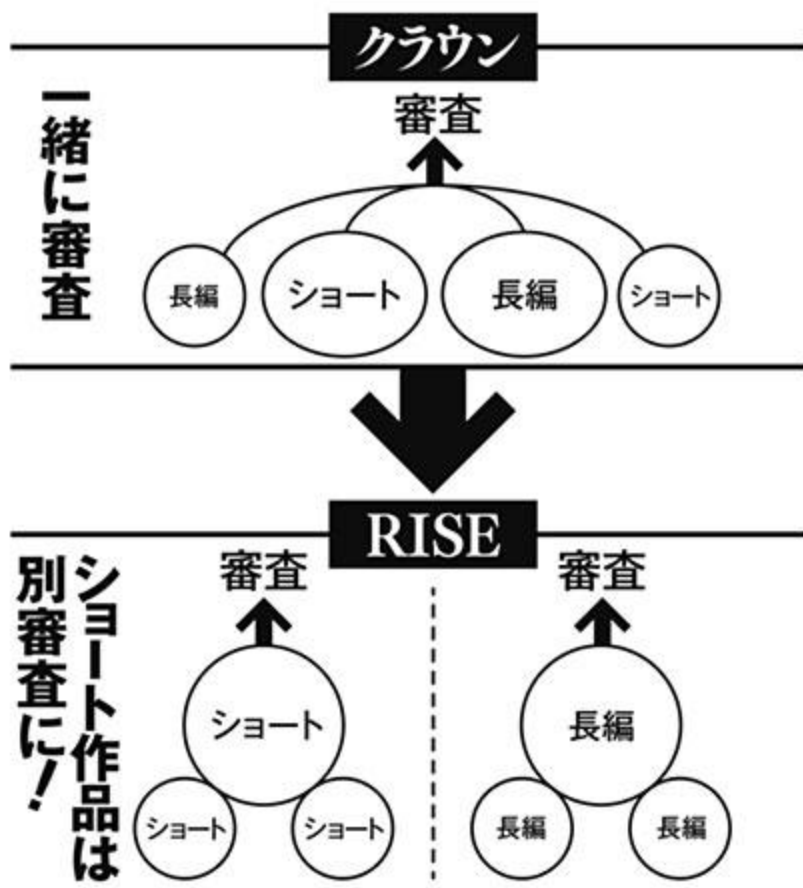 クラウン
審査
一緒に審査
長編
ショート
長編
ショート
RISE
審査
審査
ショート作品は
別審査に!
ショート
長編
ショート
ショート
長編
長編